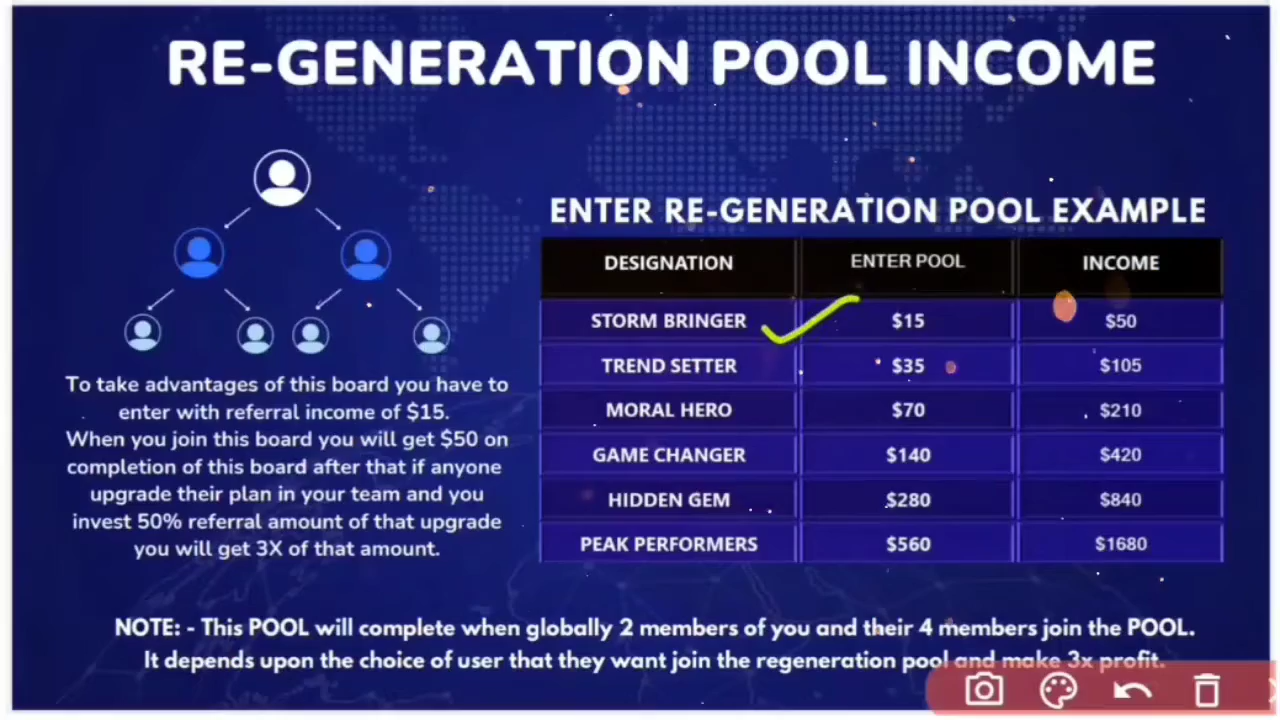 RE-GENERATION POOL INCOME
To take advantages of this board you have to
enter with referral income of $15.
When you join this board you will get $50 on
completion of this board after that if anyone
upgrade their plan in your team and you
invest 50% referral amount of that upgrade
you will get 3X of that amount.
ENTER RE-GENERATION POOL EXAMPLE
DESIGNATION ENTER POOL INCOME
STORM BRINGER $15 $50
TREND SETTER $35 $105
MORAL HERO $70 $210
GAME CHANGER $140 $420
HIDDEN GEM $280 $840
PEAK PERFORMERS $560 $1680
NOTE: - This POOL will complete when globally 2 members of you and their 4 members join the POOL.
It depends upon the choice of user that they want join the regeneration pool and make 3x profit.